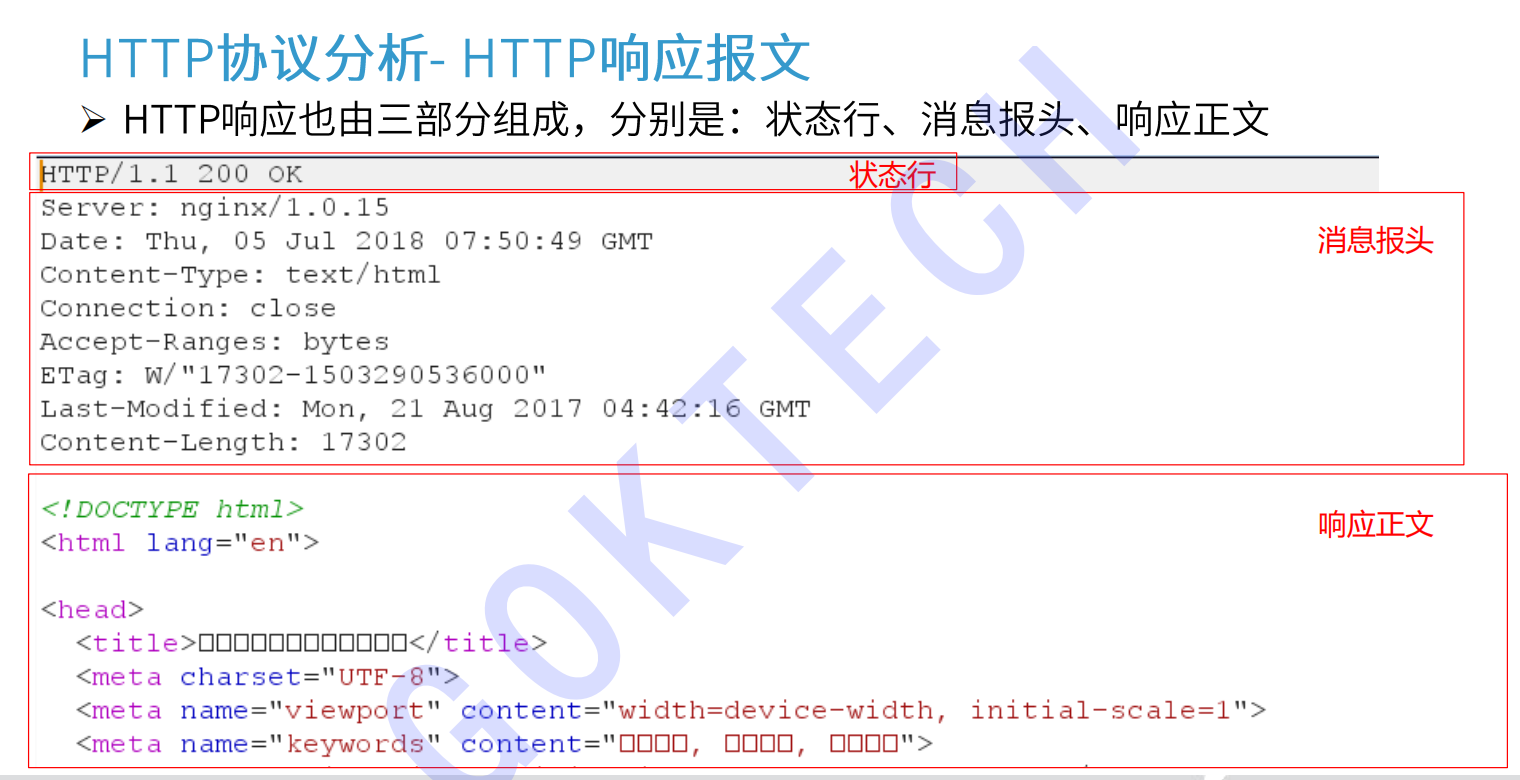 HTTP协议分析- HTTP响应报文
➢ HTTP响应也由三部分组成，分别是：状态行、消息报头、响应正文
HTTP/1.1 200 OK
状态行
Server: nginx/1.0.15
Date: Thu, 05 Jul 2018 07:50:49 GMT
消息报头
Content-Type: text/html
Connection: close
Accept-Ranges: bytes
ETag: W/"17302-1503290536000"
Last-Modified: Mon, 21 Aug 2017 04:42:16 GMT
Content-Length: 17302
<!DOCTYPE html>
响应正文
<html lang="en">
<head>
<title>□□□□□□□□□□□□</title>
<meta charset="UTF-8">
<meta name="viewport" content="width=device-width, initial-scale=1">
<meta name="keywords" content="□□□□, □□□□, □□□□">
GOKTECH